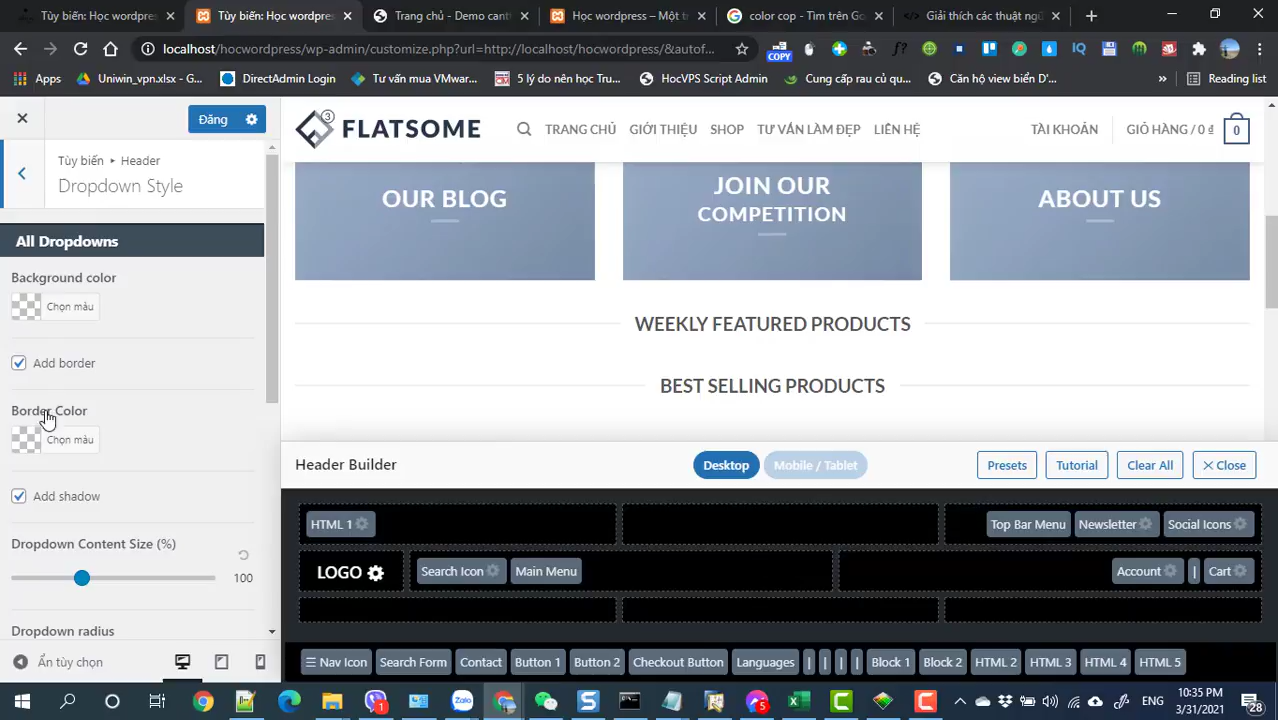 Tùy biến: Học wordpres
Tùy biến: Học wordpres
Trang chủ - Demo cant
Học wordpress – Một tr
color cop - Tìm trên Go
Giải thích các thuật ng
localhost/hocwordpress/wp-admin/customize.php?url=http://localhost/hocwordpress/&autof...
COPY
f?
IQ
Apps
Uniwin_vpn.xlsx - G...
DirectAdmin Login
Tư vấn mua VMwar...
5 lý do nên học Tru...
HocVPS Script Admin
Cung cấp rau củ qu...
Căn hộ view biển D'...
»
Reading list
Đăng
Tùy biến ▸ Header
Dropdown Style
All Dropdowns
Background color
Chọn màu
Add border
Border Color
Chọn màu
Add shadow
Dropdown Content Size (%)
100
Dropdown radius
Ẩn tùy chọn
3
FLATSOME
TRANG CHỦ
GIỚI THIỆU
SHOP
TƯ VẤN LÀM ĐẸP
LIÊN HỆ
TÀI KHOẢN
GIỎ HÀNG / 0 ₫
0
OUR BLOG
JOIN OUR
COMPETITION
ABOUT US
WEEKLY FEATURED PRODUCTS
BEST SELLING PRODUCTS
Header Builder
Desktop
Mobile / Tablet
Presets
Tutorial
Clear All
Close
HTML 1
Top Bar Menu
Newsletter
Social Icons
LOGO
Search Icon
Main Menu
Account
|
Cart
☰ Nav Icon
Search Form
Contact
Button 1
Button 2
Checkout Button
Languages
|
|
|
|
Block 1
Block 2
HTML 2
HTML 3
HTML 4
HTML 5
1
Zalo
5
ENG
10:35 PM
3/31/2021
28